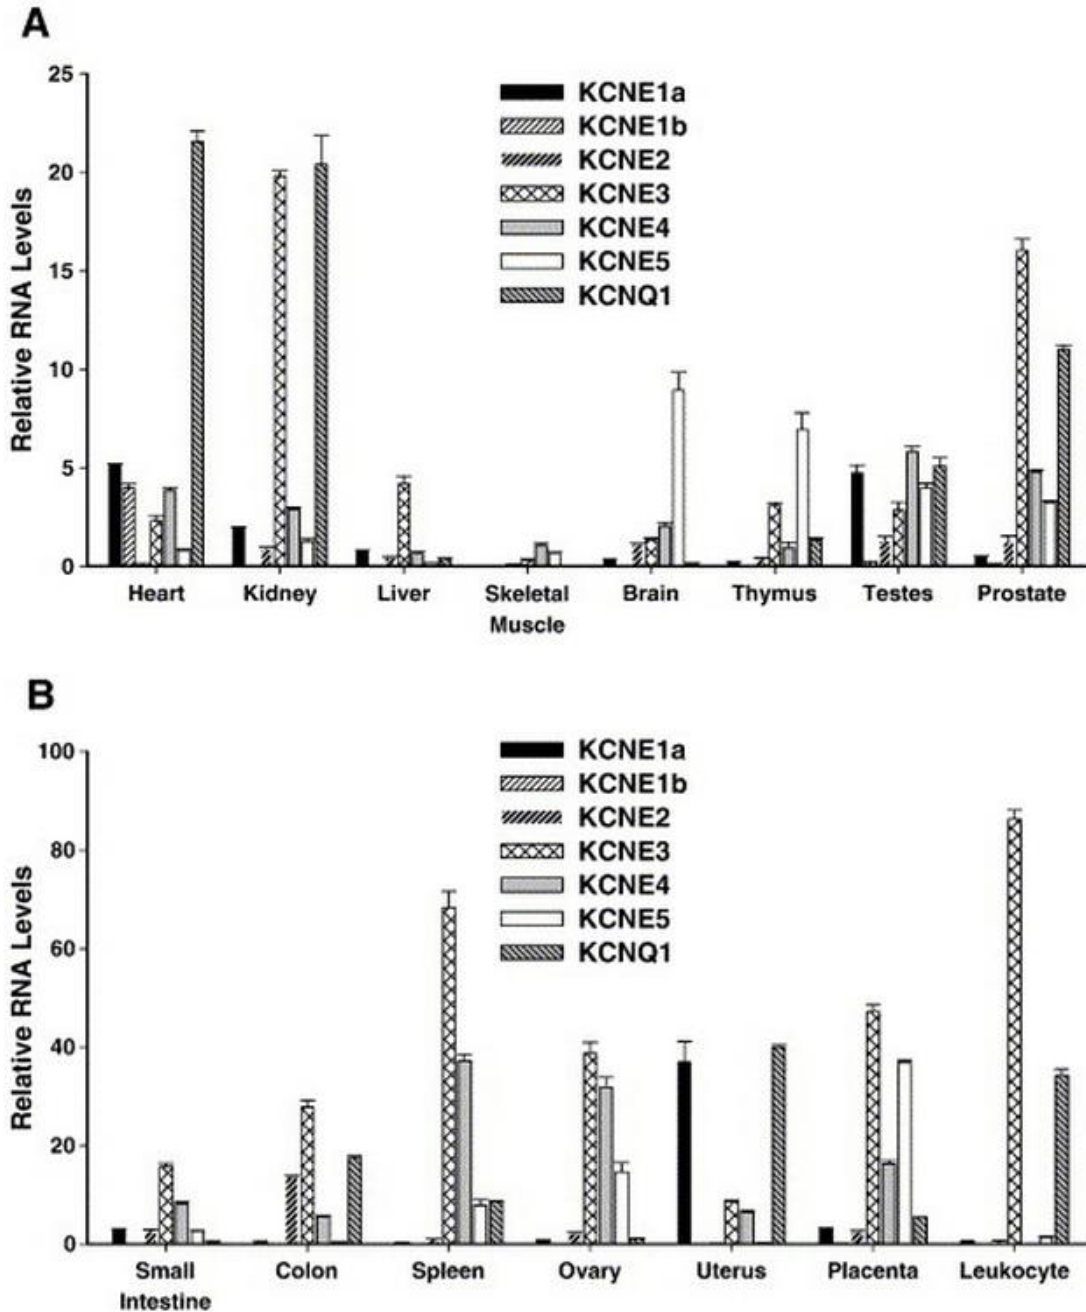 A
25
20
15
10
5
0
Relative RNA Levels
KCNE1a
KCNE1b
KCNE2
KCNE3
KCNE4
KCNE5
KCNQ1
Heart Kidney Liver Skeletal Brain Thymus Testes Prostate
Muscle
B
100
80
60
40
20
0
Relative RNA Levels
KCNE1a
KCNE1b
KCNE2
KCNE3
KCNE4
KCNE5
KCNQ1
Small Colon Spleen Ovary Uterus Placenta Leukocyte
Intestine